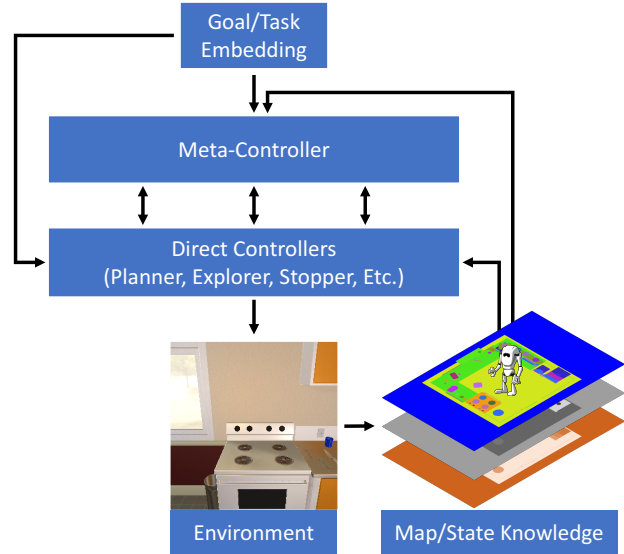 Goal/Task
Embedding
Meta-Controller
Direct Controllers
(Planner, Explorer, Stopper, Etc.)
Environment
Map/State Knowledge